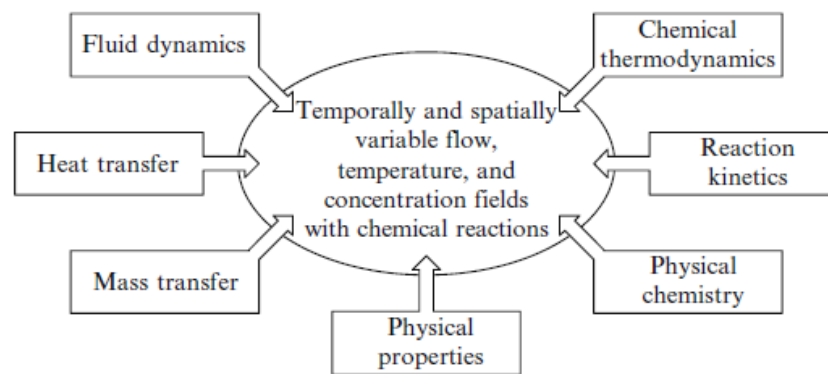 Fluid dynamics
Chemical
thermodynamics
Temporally and spatially
variable flow,
temperature, and
concentration fields
with chemical reactions
Heat transfer
Reaction
kinetics
Mass transfer
Physical
chemistry
Physical
properties